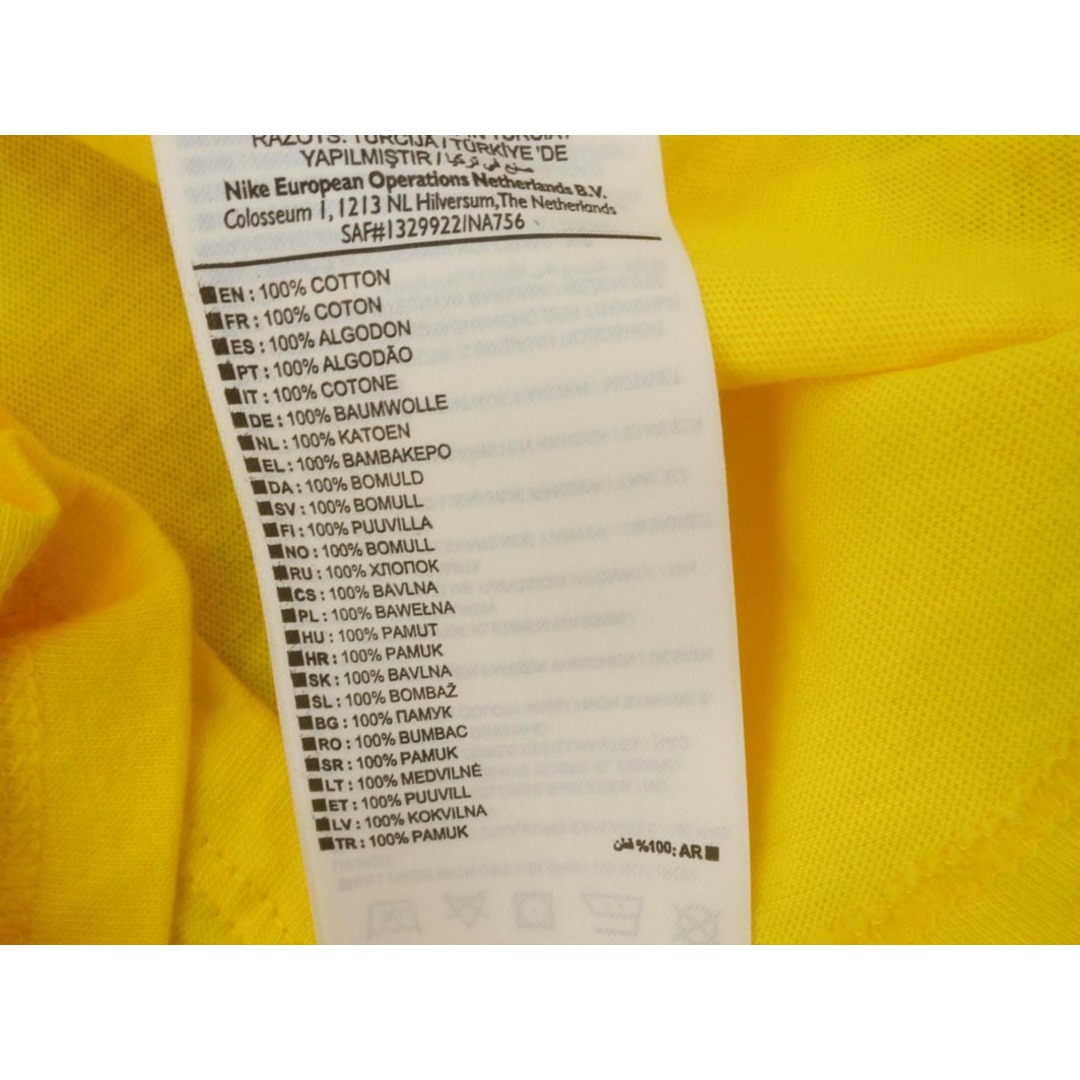 RAŽOTS: TURCIJA / TÜRKİYE'DE
YAPILMIŞTIR / صنع في تركيا
Nike European Operations Netherlands B.V.
Colosseum 1, 1213 NL Hilversum, The Netherlands
SAF#1329922/NA756
EN : 100% COTTON
FR : 100% COTON
ES : 100% ALGODON
PT : 100% ALGODÃO
IT : 100% COTONE
DE : 100% BAUMWOLLE
NL : 100% KATOEN
EL : 100% ΒΑΜΒΑΚΕΡΟ
DA : 100% BOMULD
SV : 100% BOMULL
FI : 100% PUUVILLA
NO : 100% BOMULL
RU : 100% ХЛОПОК
CS : 100% BAVLNA
PL : 100% BAWEŁNA
HU : 100% PAMUT
HR : 100% PAMUK
SK : 100% BAVLNA
SL : 100% BOMBAŽ
BG : 100% ПАМУК
RO : 100% BUMBAC
SR : 100% PAMUK
LT : 100% MEDVILNĖ
ET : 100% PUUVILL
LV : 100% KOKVILNA
TR : 100% PAMUK
AR :100% قطن